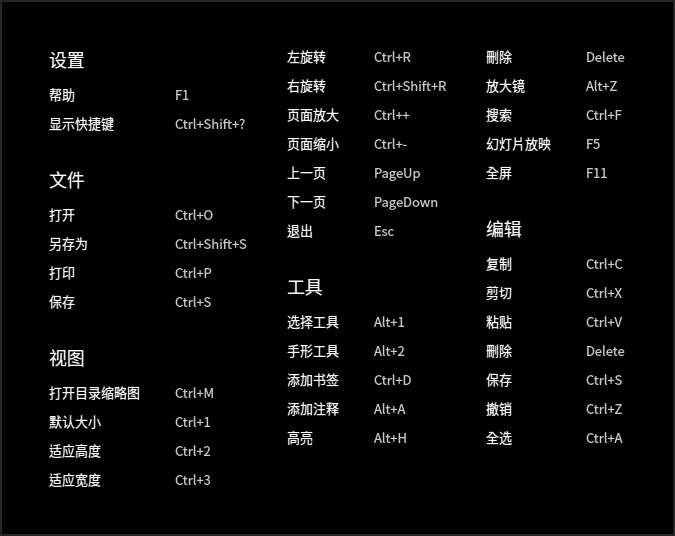 设置
帮助 F1
显示快捷键 Ctrl+Shift+?
文件
打开 Ctrl+O
另存为 Ctrl+Shift+S
打印 Ctrl+P
保存 Ctrl+S
视图
打开目录缩略图 Ctrl+M
默认大小 Ctrl+1
适应高度 Ctrl+2
适应宽度 Ctrl+3
左旋转 Ctrl+R
右旋转 Ctrl+Shift+R
页面放大 Ctrl++
页面缩小 Ctrl+-
上一页 PageUp
下一页 PageDown
退出 Esc
工具
选择工具 Alt+1
手形工具 Alt+2
添加书签 Ctrl+D
添加注释 Alt+A
高亮 Alt+H
删除 Delete
放大镜 Alt+Z
搜索 Ctrl+F
幻灯片放映 F5
全屏 F11
编辑
复制 Ctrl+C
剪切 Ctrl+X
粘贴 Ctrl+V
删除 Delete
保存 Ctrl+S
撤销 Ctrl+Z
全选 Ctrl+A